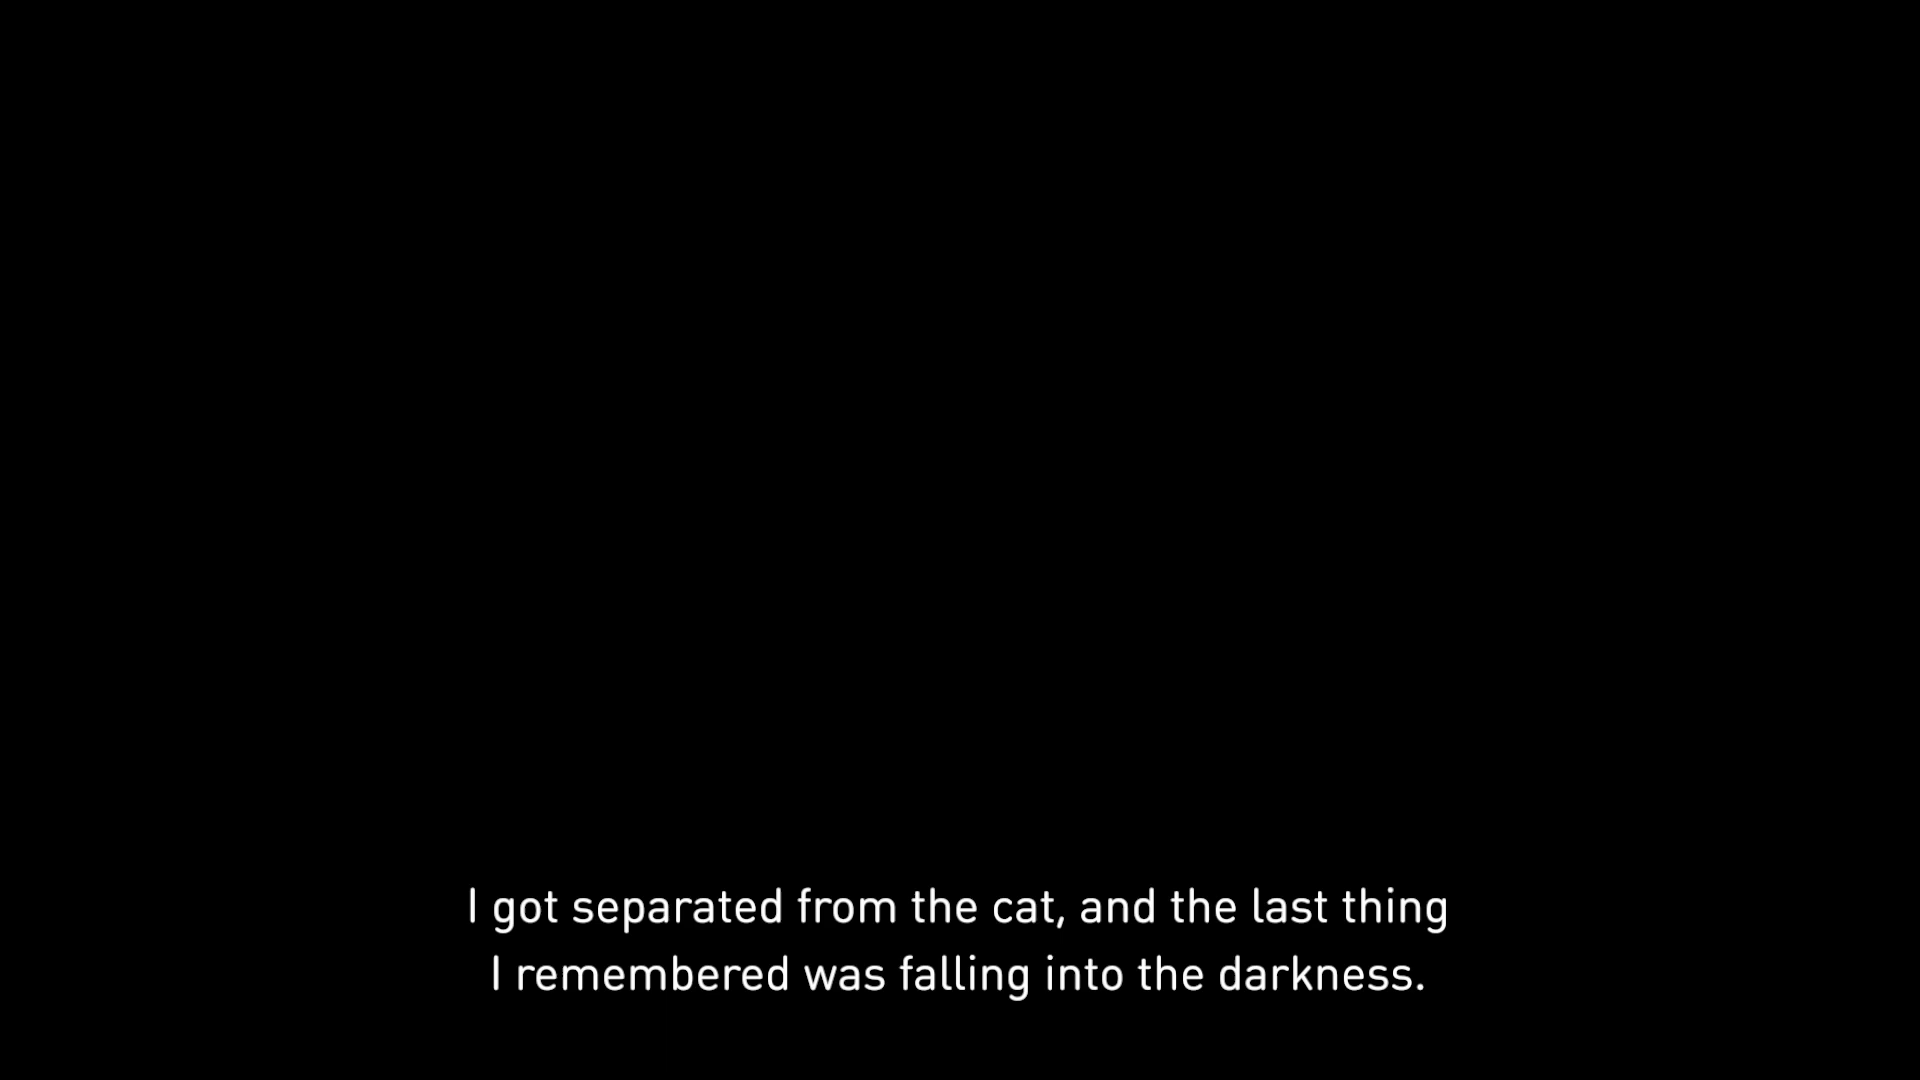 I got separated from the cat, and the last thing
I remembered was falling into the darkness.